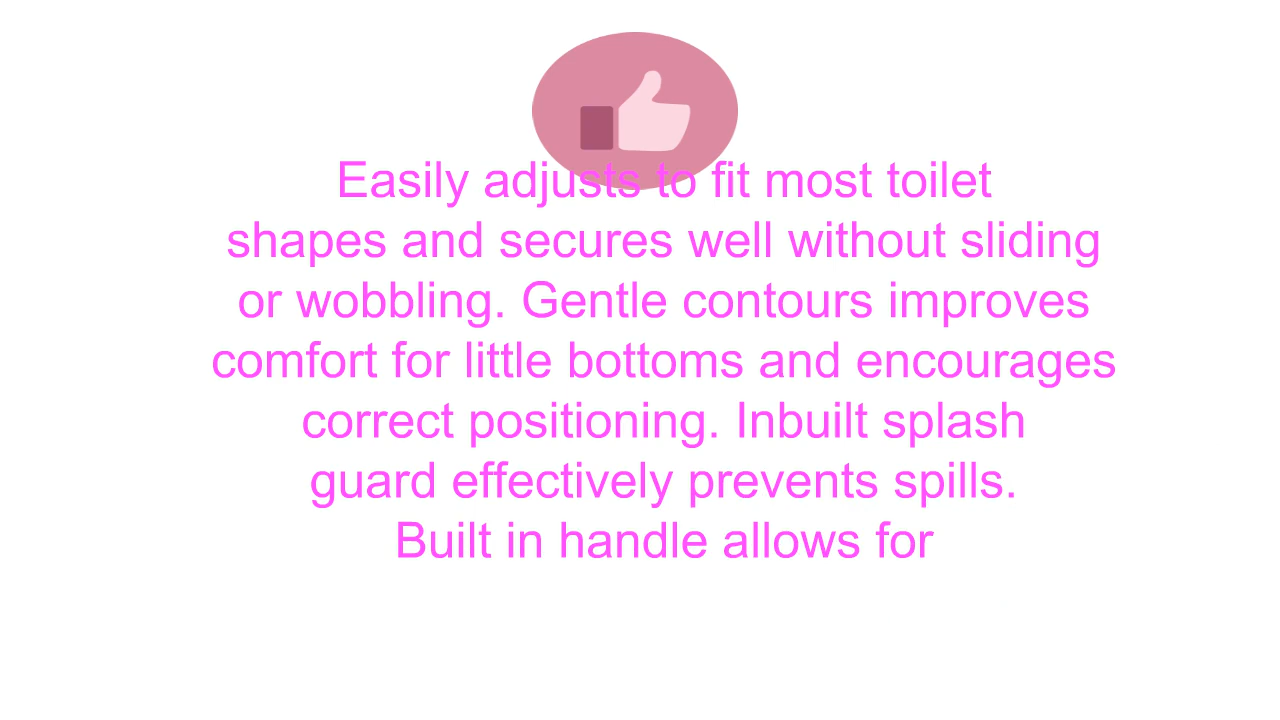 Easily adjusts to fit most toilet
shapes and secures well without sliding
or wobbling. Gentle contours improves
comfort for little bottoms and encourages
correct positioning. Inbuilt splash
guard effectively prevents spills.
Built in handle allows for